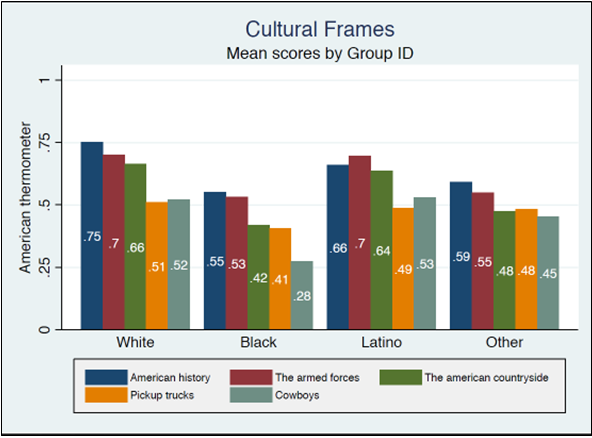 Cultural Frames
Mean scores by Group ID
American thermometer
1
.75
.5
.25
0
.75 .7 .66 .51 .52
.55 .53 .42 .41 .28
.66 .7 .64 .49 .53
.59 .55 .48 .48 .45
White Black Latino Other
American history The armed forces The american countryside
Pickup trucks Cowboys